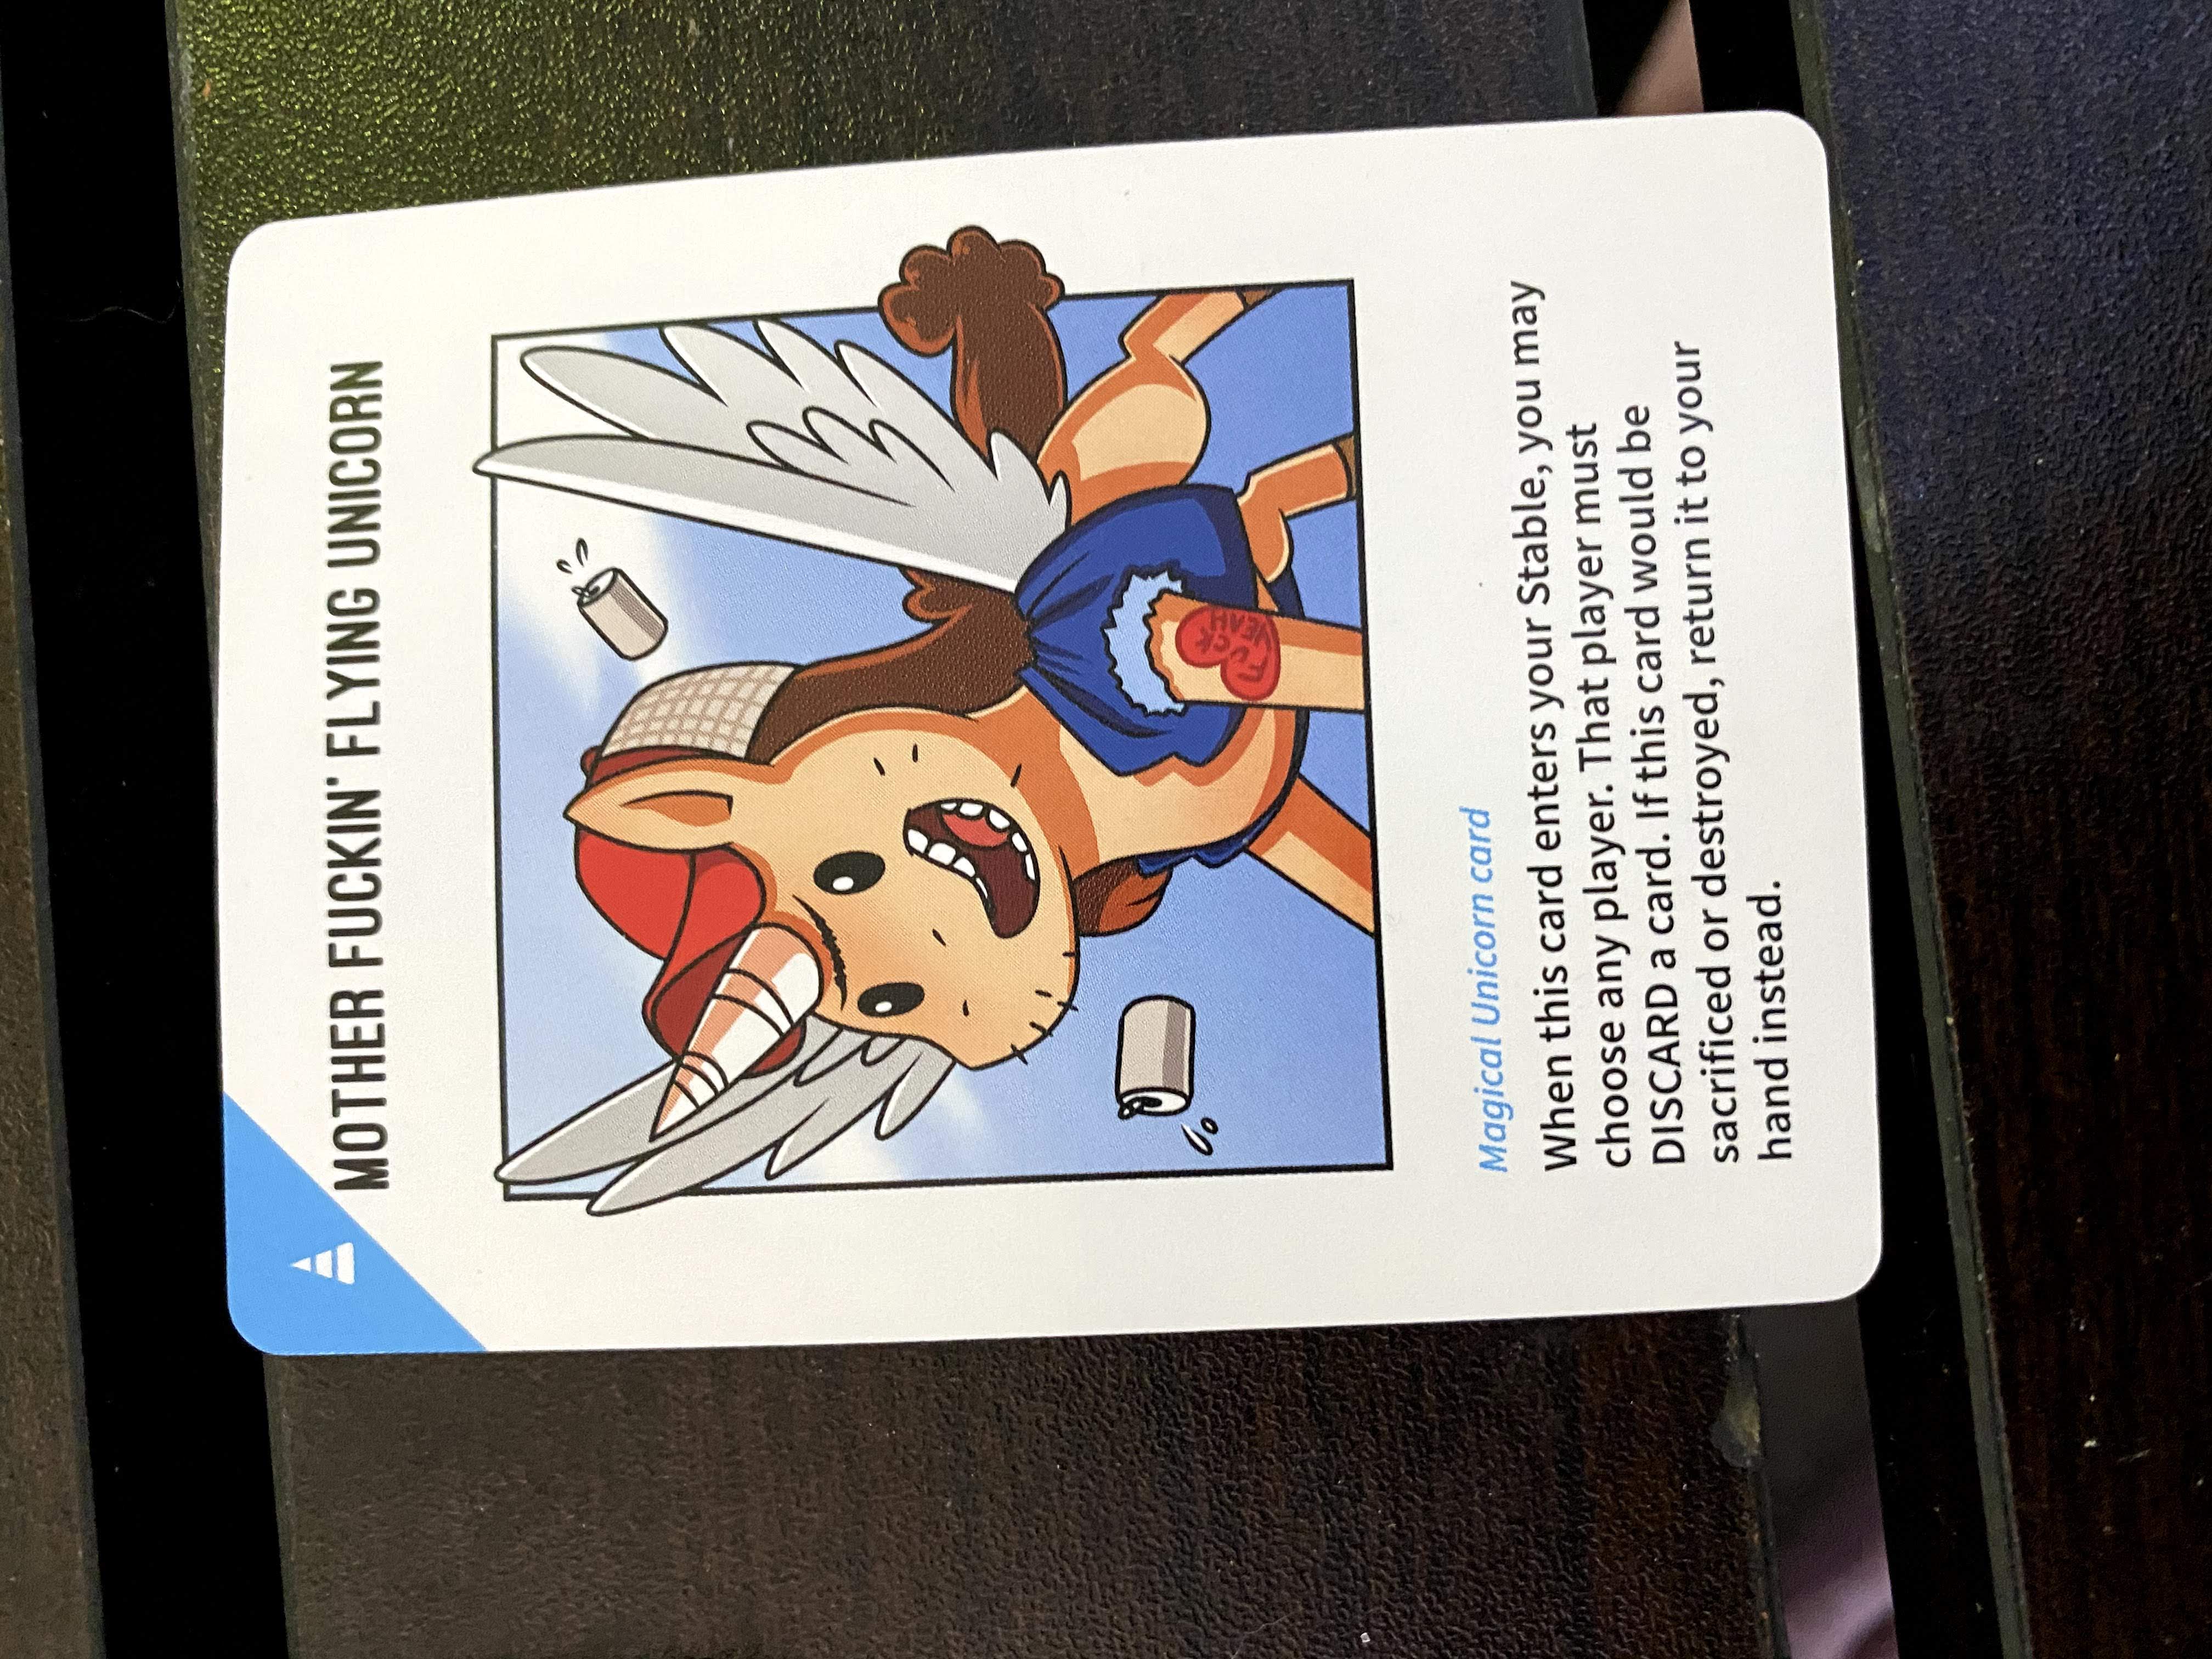 MOTHER FUCKIN' FLYING UNICORN
FUCK
YEAH
Magical Unicorn card
When this card enters your Stable, you may
choose any player. That player must
DISCARD a card. If this card would be
sacrificed or destroyed, return it to your
hand instead.